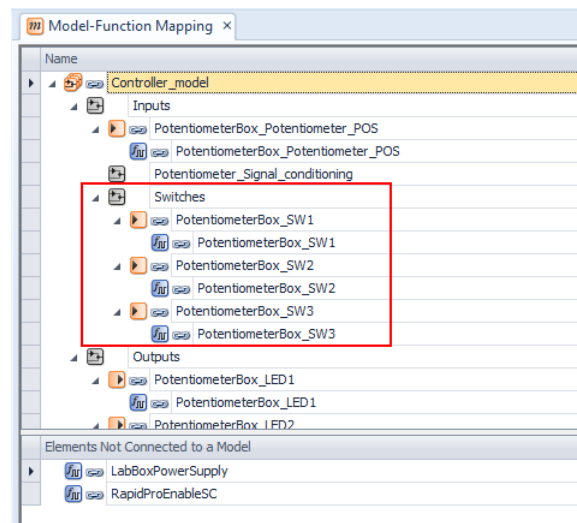 Model-Function Mapping ×
Name
Controller_model
Inputs
PotentiometerBox_Potentiometer_POS
PotentiometerBox_Potentiometer_POS
Potentiometer_Signal_conditioning
Switches
PotentiometerBox_SW1
PotentiometerBox_SW1
PotentiometerBox_SW2
PotentiometerBox_SW2
PotentiometerBox_SW3
PotentiometerBox_SW3
Outputs
PotentiometerBox_LED1
PotentiometerBox_LED1
PotentiometerBox_LED2
Elements Not Connected to a Model
LabBoxPowerSupply
RapidProEnableSC